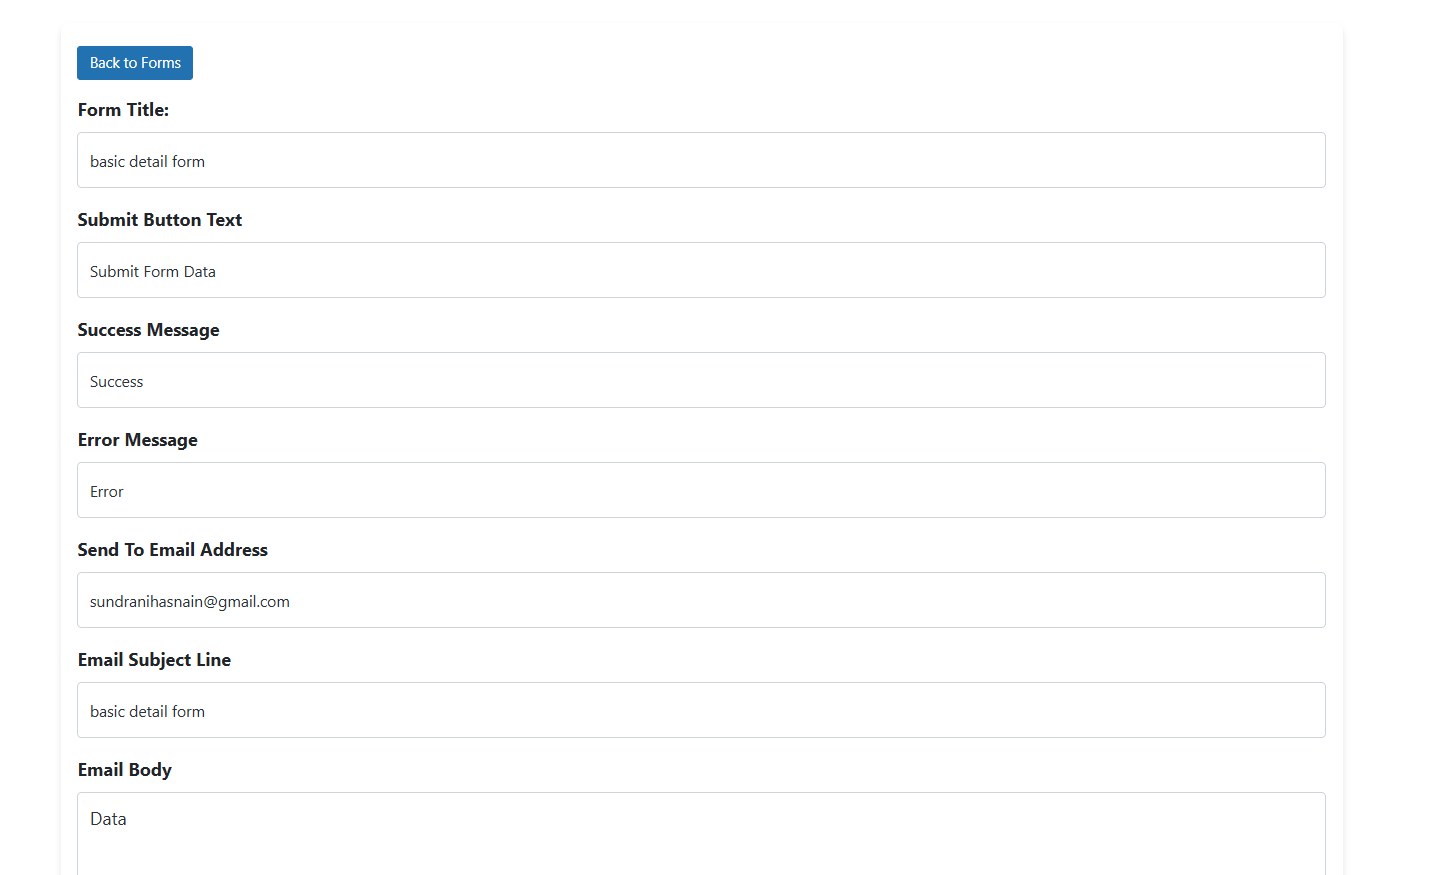 Back to Forms
Form Title:
basic detail form
Submit Button Text
Submit Form Data
Success Message
Success
Error Message
Error
Send To Email Address
sundranihasnain@gmail.com
Email Subject Line
basic detail form
Email Body
Data